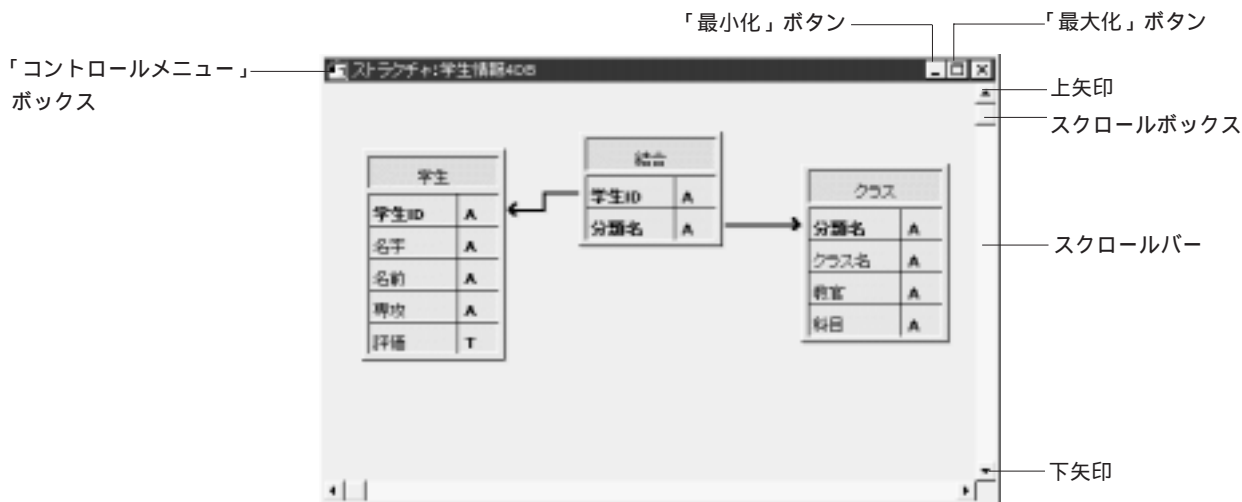 「最小化」ボタン
「最大化」ボタン
「コントロールメニュー」
ボックス
ストラクチャ:学生情報4DB
上矢印
スクロールボックス
学生
学生ID A
名字 A
名前 A
専攻 A
評価 T
結合
学生ID A
分類名 A
クラス
分類名 A
クラス名 A
教官 A
科目 A
スクロールバー
下矢印